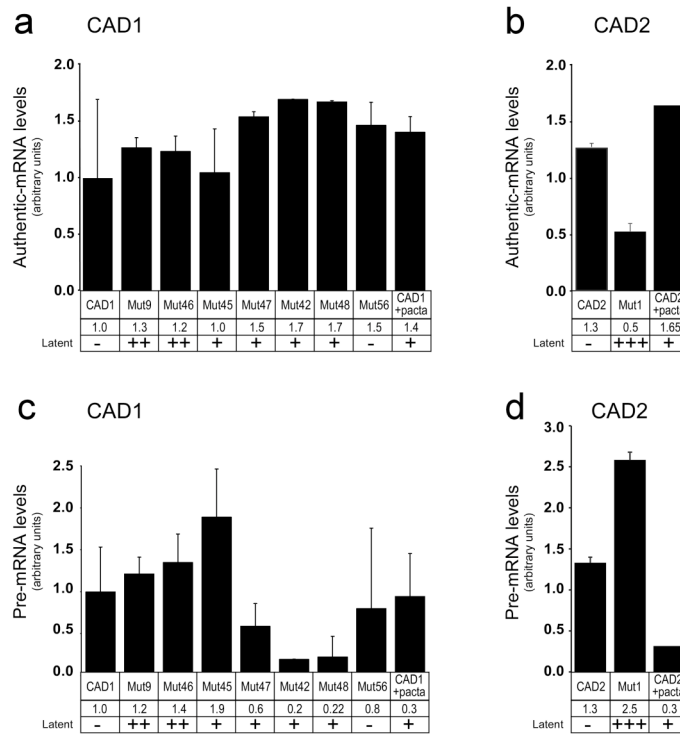 a CAD1
Authentic-mRNA levels
(arbitrary units)
2.0
1.5
1.0
0.5
0.0
CAD1 Mut9 Mut46 Mut45 Mut47 Mut42 Mut48 Mut56 CAD1 +pacta
1.0 1.3 1.2 1.0 1.5 1.7 1.7 1.5 1.4
Latent - ++ ++ + + + + - +
b CAD2
Authentic-mRNA levels
(arbitrary units)
2.0
1.5
1.0
0.5
0.0
CAD2 Mut1 CAD2 +pacta
1.3 0.5 1.65
Latent - +++ +
c CAD1
Pre-mRNA levels
(arbitrary units)
2.5
2.0
1.5
1.0
0.5
0.0
CAD1 Mut9 Mut46 Mut45 Mut47 Mut42 Mut48 Mut56 CAD1 +pacta
1.0 1.2 1.4 1.9 0.6 0.2 0.22 0.8 0.3
Latent - ++ ++ + + + + - +
d CAD2
Pre-mRNA levels
(arbitrary units)
3.0
2.5
2.0
1.5
1.0
0.5
0.0
CAD2 Mut1 CAD2 +pacta
1.3 2.5 0.3
Latent - +++ +